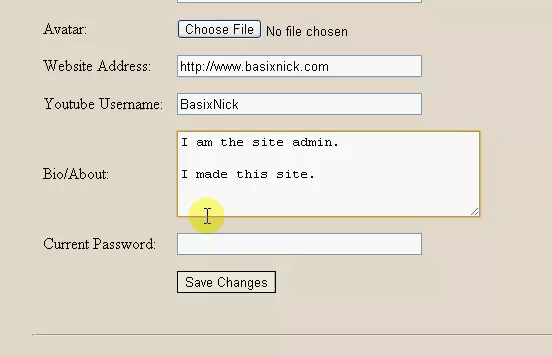 Avatar: Choose File No file chosen
Website Address: http://www.basixnick.com
Youtube Username: BasixNick
I am the site admin.
Bio/About: I made this site.
Current Password:
Save Changes